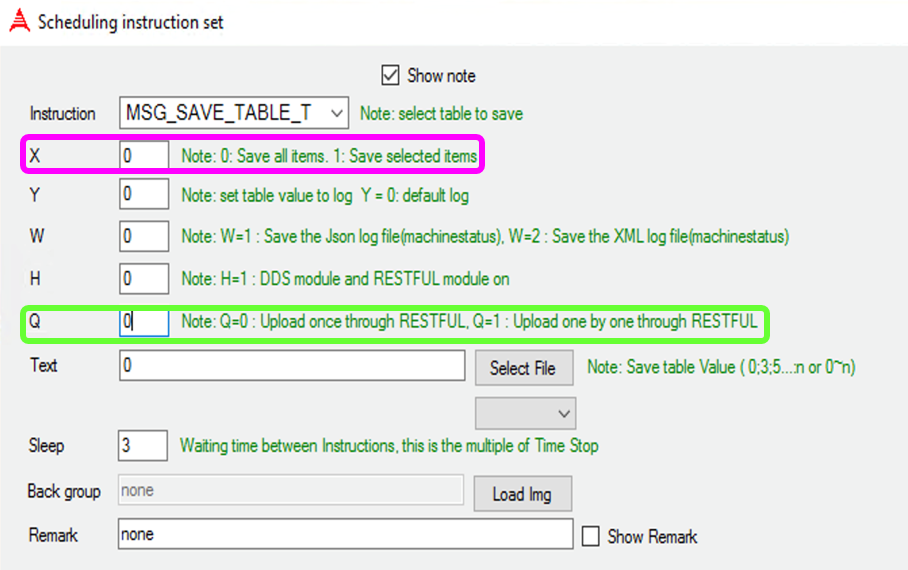 Scheduling instruction set
Show note
Instruction MSG_SAVE_TABLE_T Note: select table to save
X 0 Note: 0: Save all items. 1: Save selected items
Y 0 Note: set table value to log Y = 0: default log
W 0 Note: W=1 : Save the Json log file(machinestatus), W=2 : Save the XML log file(machinestatus)
H 0 Note: H=1 : DDS module and RESTFUL module on
Q 0 Note: Q=0 : Upload once through RESTFUL, Q=1 : Upload one by one through RESTFUL
Text 0 Select File Note: Save table Value ( 0;3;5...:n or 0~n)
Sleep 3 Waiting time between Instructions, this is the multiple of Time Stop
Back group none Load Img
Remark none Show Remark